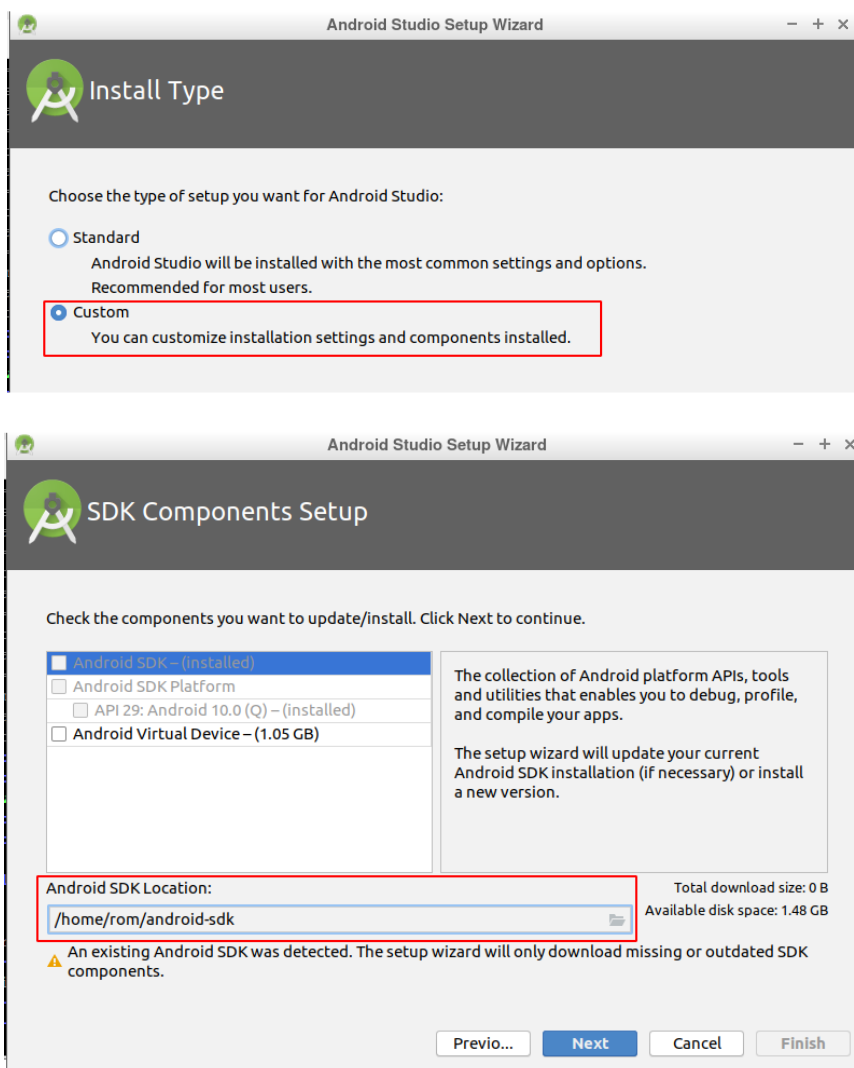 Android Studio Setup Wizard
Install Type
Choose the type of setup you want for Android Studio:
Standard
Android Studio will be installed with the most common settings and options.
Recommended for most users.
Custom
You can customize installation settings and components installed.
Android Studio Setup Wizard
SDK Components Setup
Check the components you want to update/install. Click Next to continue.
Android SDK – (installed)
Android SDK Platform
API 29: Android 10.0 (Q) – (installed)
Android Virtual Device – (1.05 GB)
The collection of Android platform APIs, tools
and utilities that enables you to debug, profile,
and compile your apps.
The setup wizard will update your current
Android SDK installation (if necessary) or install
a new version.
Android SDK Location:
Total download size: 0 B
/home/rom/android-sdk
Available disk space: 1.48 GB
An existing Android SDK was detected. The setup wizard will only download missing or outdated SDK
components.
Previo... Next Cancel Finish